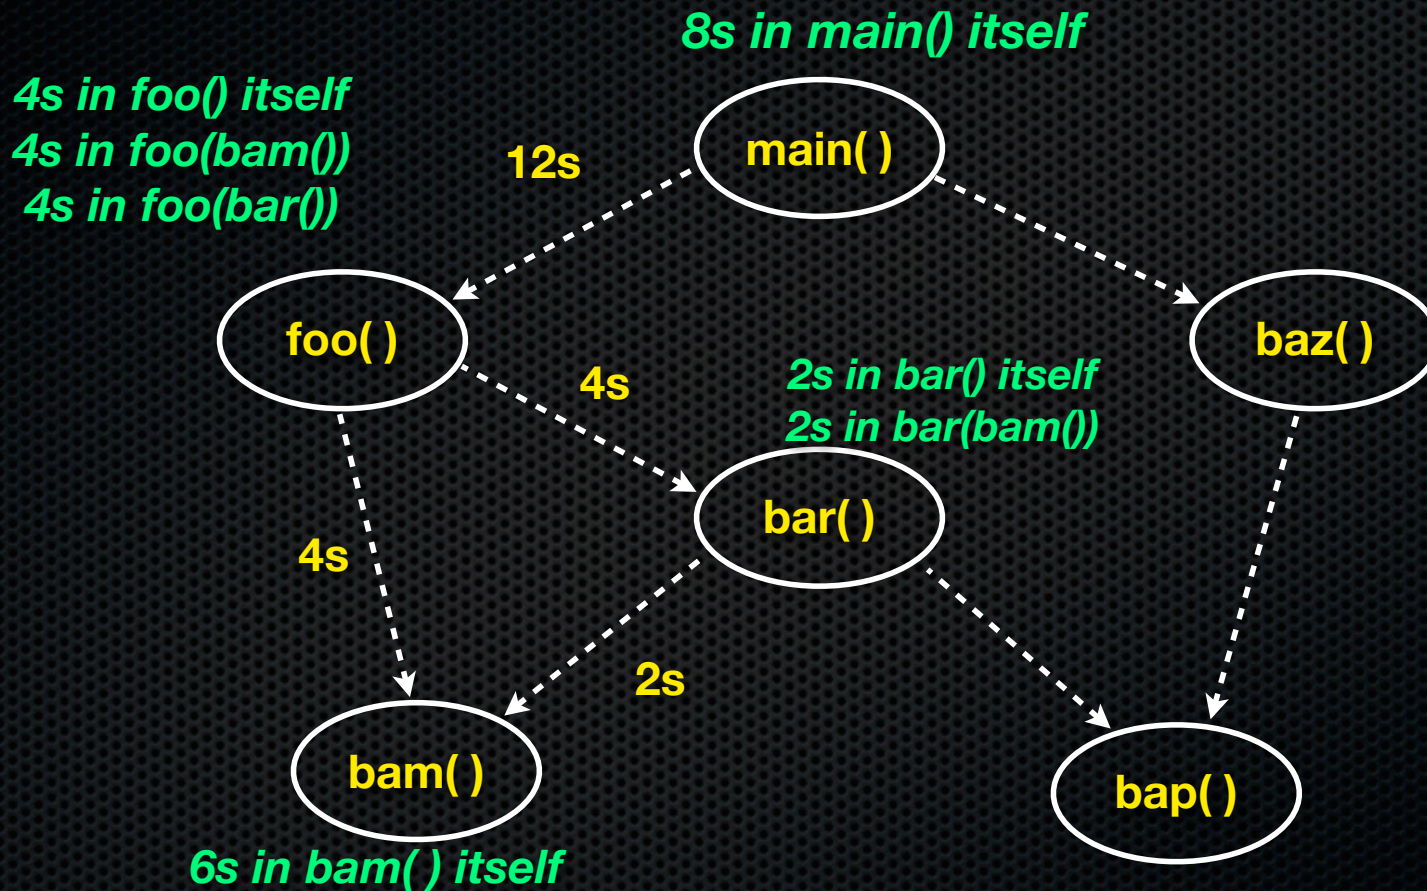 8s in main() itself
4s in foo() itself
4s in foo(bam())
4s in foo(bar())
12s
main( )
foo( )
baz( )
4s
2s in bar() itself
2s in bar(bam())
bar( )
4s
2s
bam( )
bap( )
6s in bam( ) itself